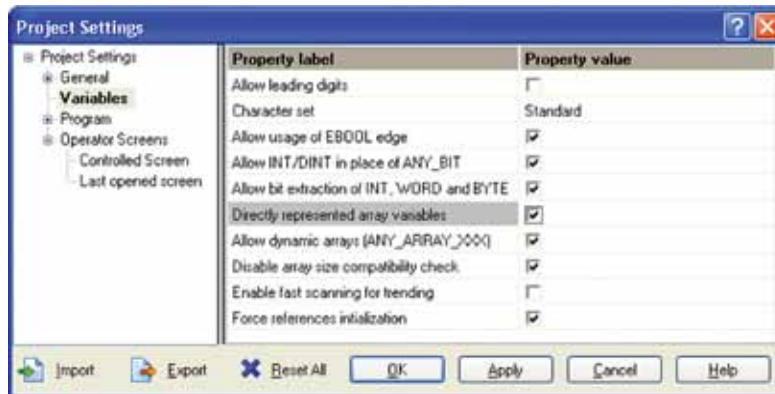 Project Settings
Project Settings
General
Variables
Program
Operator Screens
Controlled Screen
Last opened screen
Property label Property value
Allow leading digits
Character set Standard
Allow usage of EBOOL edge
Allow INT/DINT in place of ANY_BIT
Allow bit extraction of INT, WORD and BYTE
Directly represented array variables
Allow dynamic arrays (ANY_ARRAY_XXX)
Disable array size compatibility check
Enable fast scanning for trending
Force references intialization
Import Export Reset All OK Apply Cancel Help